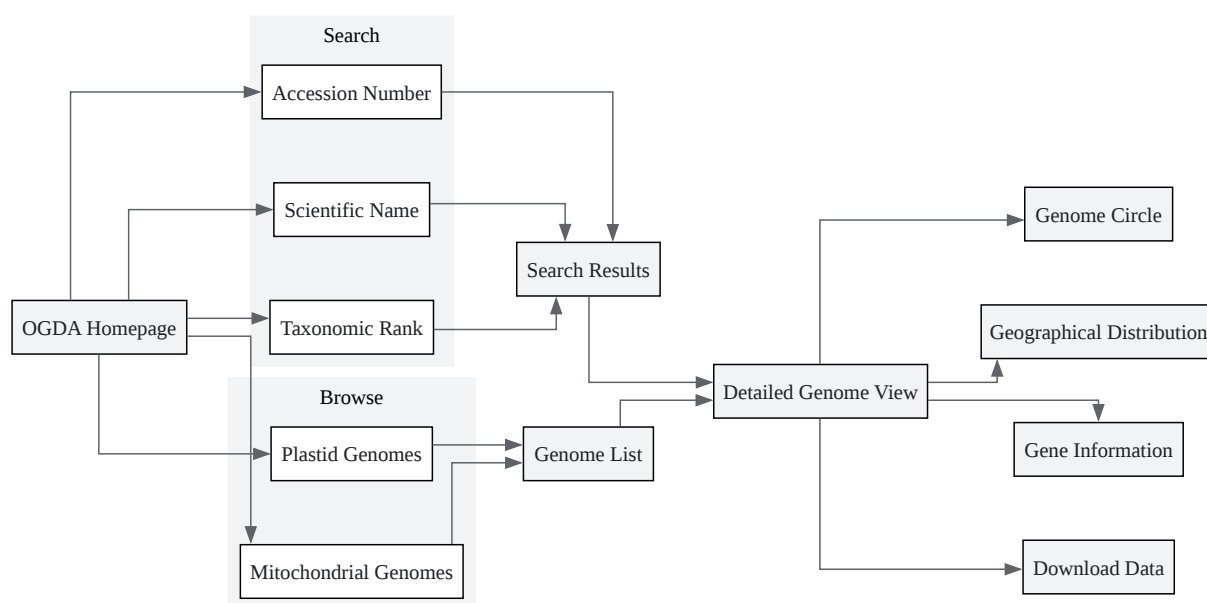 Search
Accession Number
Scientific Name
Taxonomic Rank
OGDA Homepage
Browse
Plastid Genomes
Mitochondrial Genomes
Search Results
Genome List
Detailed Genome View
Genome Circle
Geographical Distribution
Gene Information
Download Data